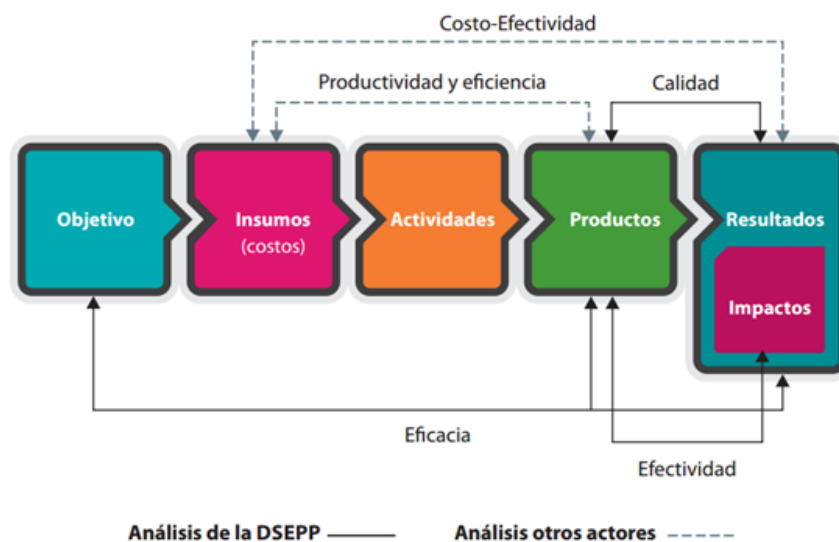 Costo-Efectividad
Productividad y eficiencia
Calidad
Objetivo
Insumos
(costos)
Actividades
Productos
Resultados
Impactos
Eficacia
Efectividad
Análisis de la DSEPP
Análisis otros actores